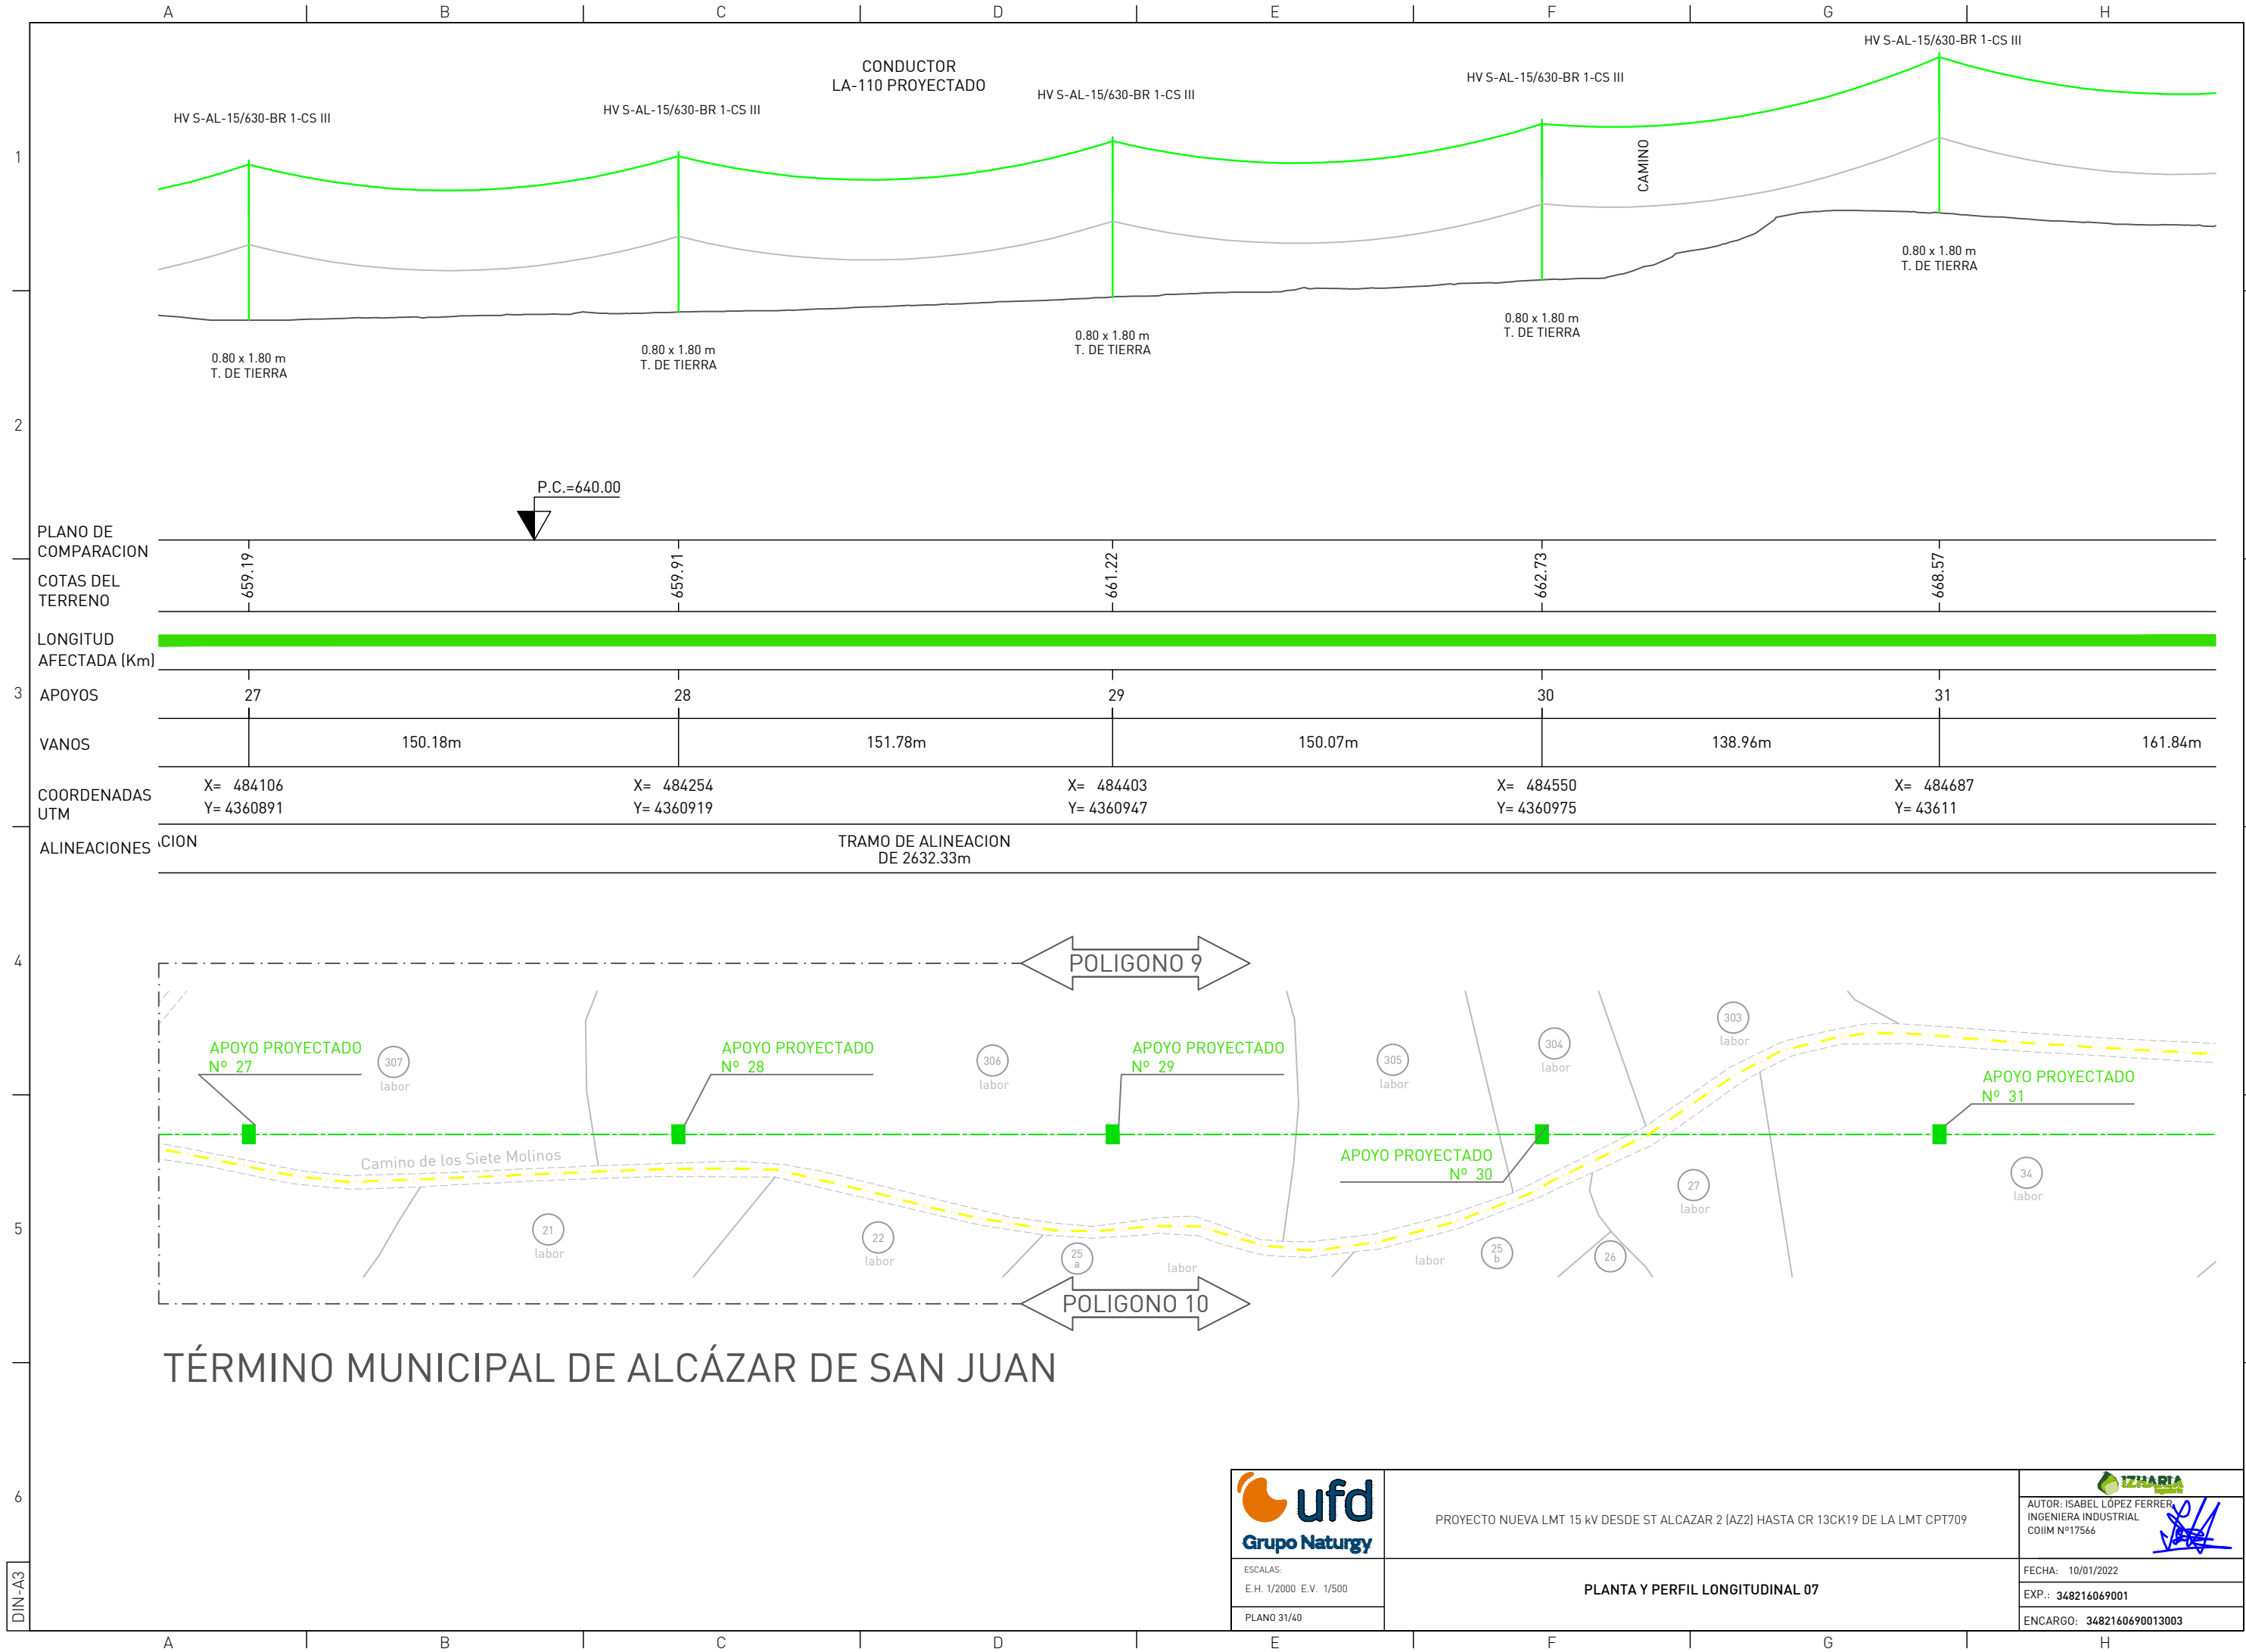 A B C D E F G H
HV S-AL-15/630-BR 1-CS III
CONDUCTOR
LA-110 PROYECTADO
HV S-AL-15/630-BR 1-CS III
HV S-AL-15/630-BR 1-CS III
HV S-AL-15/630-BR 1-CS III
HV S-AL-15/630-BR 1-CS III
1
CAMINO
0.80 x 1.80 m
T. DE TIERRA
0.80 x 1.80 m
T. DE TIERRA
0.80 x 1.80 m
T. DE TIERRA
0.80 x 1.80 m
T. DE TIERRA
0.80 x 1.80 m
T. DE TIERRA
2
P.C.=640.00
PLANO DE
COMPARACION
COTAS DEL
TERRENO
659.19 659.91 661.22 662.73 668.57
LONGITUD
AFECTADA (Km)
3
APOYOS 27 28 29 30 31
VANOS 150.18m 151.78m 150.07m 138.96m 161.84m
COORDENADAS
UTM
X= 484106
Y= 4360891
X= 484254
Y= 4360919
X= 484403
Y= 4360947
X= 484550
Y= 4360975
X= 484687
Y= 43611
ALINEACIONES
ACION
TRAMO DE ALINEACION
DE 2632.33m
4
POLIGONO 9
APOYO PROYECTADO
Nº 27
307
labor
APOYO PROYECTADO
Nº 28
306
labor
APOYO PROYECTADO
Nº 29
305
labor
304
labor
303
labor
APOYO PROYECTADO
Nº 31
Camino de los Siete Molinos
APOYO PROYECTADO
Nº 30
27
labor
34
labor
5
21
labor
22
labor
25
a
labor
labor
25
b
26
POLIGONO 10
TÉRMINO MUNICIPAL DE ALCÁZAR DE SAN JUAN
6
DIN-A3
ufd
Grupo Naturgy
PROYECTO NUEVA LMT 15 kV DESDE ST ALCAZAR 2 (AZ2) HASTA CR 13CK19 DE LA LMT CPT709
IZHARIA
AUTOR: ISABEL LÓPEZ FERRER
INGENIERA INDUSTRIAL
COIIM Nº17566
ESCALAS:
E.H. 1/2000 E.V. 1/500
PLANO 31/40
PLANTA Y PERFIL LONGITUDINAL 07
FECHA: 10/01/2022
EXP.: 348216069001
ENCARGO: 3482160690013003
A B C D E F G H